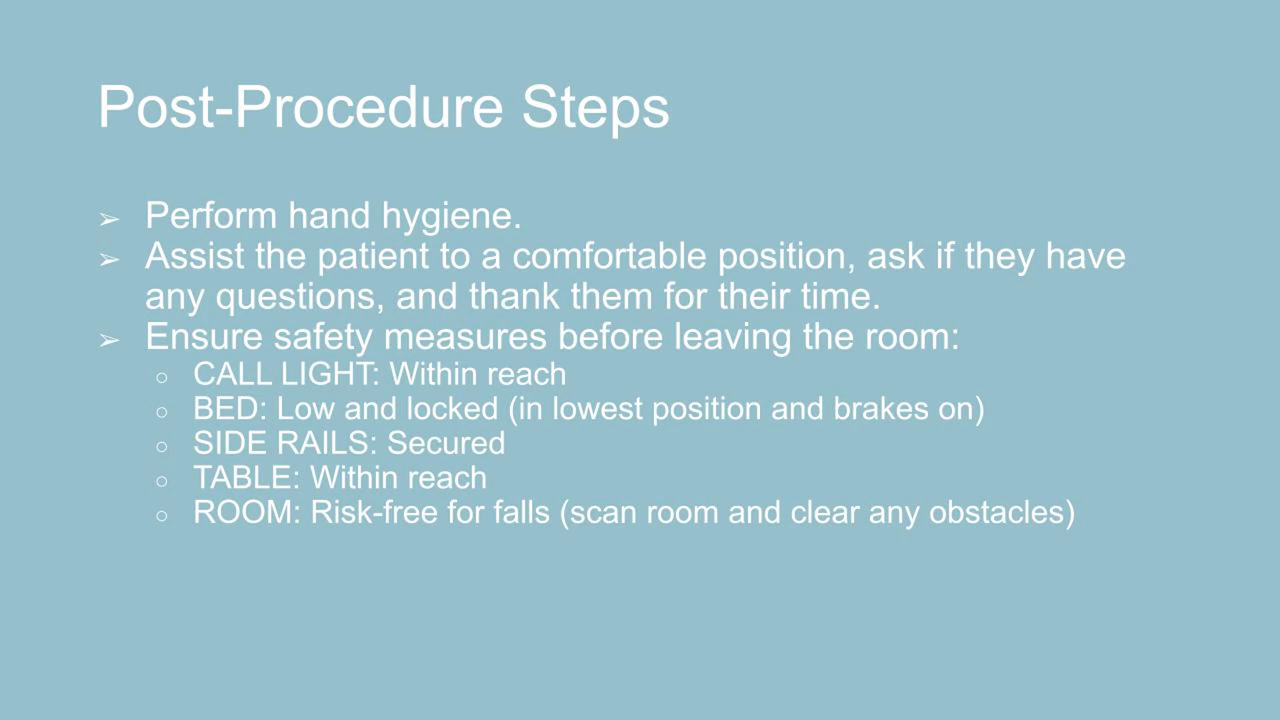 Post-Procedure Steps
➢ Perform hand hygiene.
➢ Assist the patient to a comfortable position, ask if they have
any questions, and thank them for their time.
➢ Ensure safety measures before leaving the room:
○ CALL LIGHT: Within reach
○ BED: Low and locked (in lowest position and brakes on)
○ SIDE RAILS: Secured
○ TABLE: Within reach
○ ROOM: Risk-free for falls (scan room and clear any obstacles)